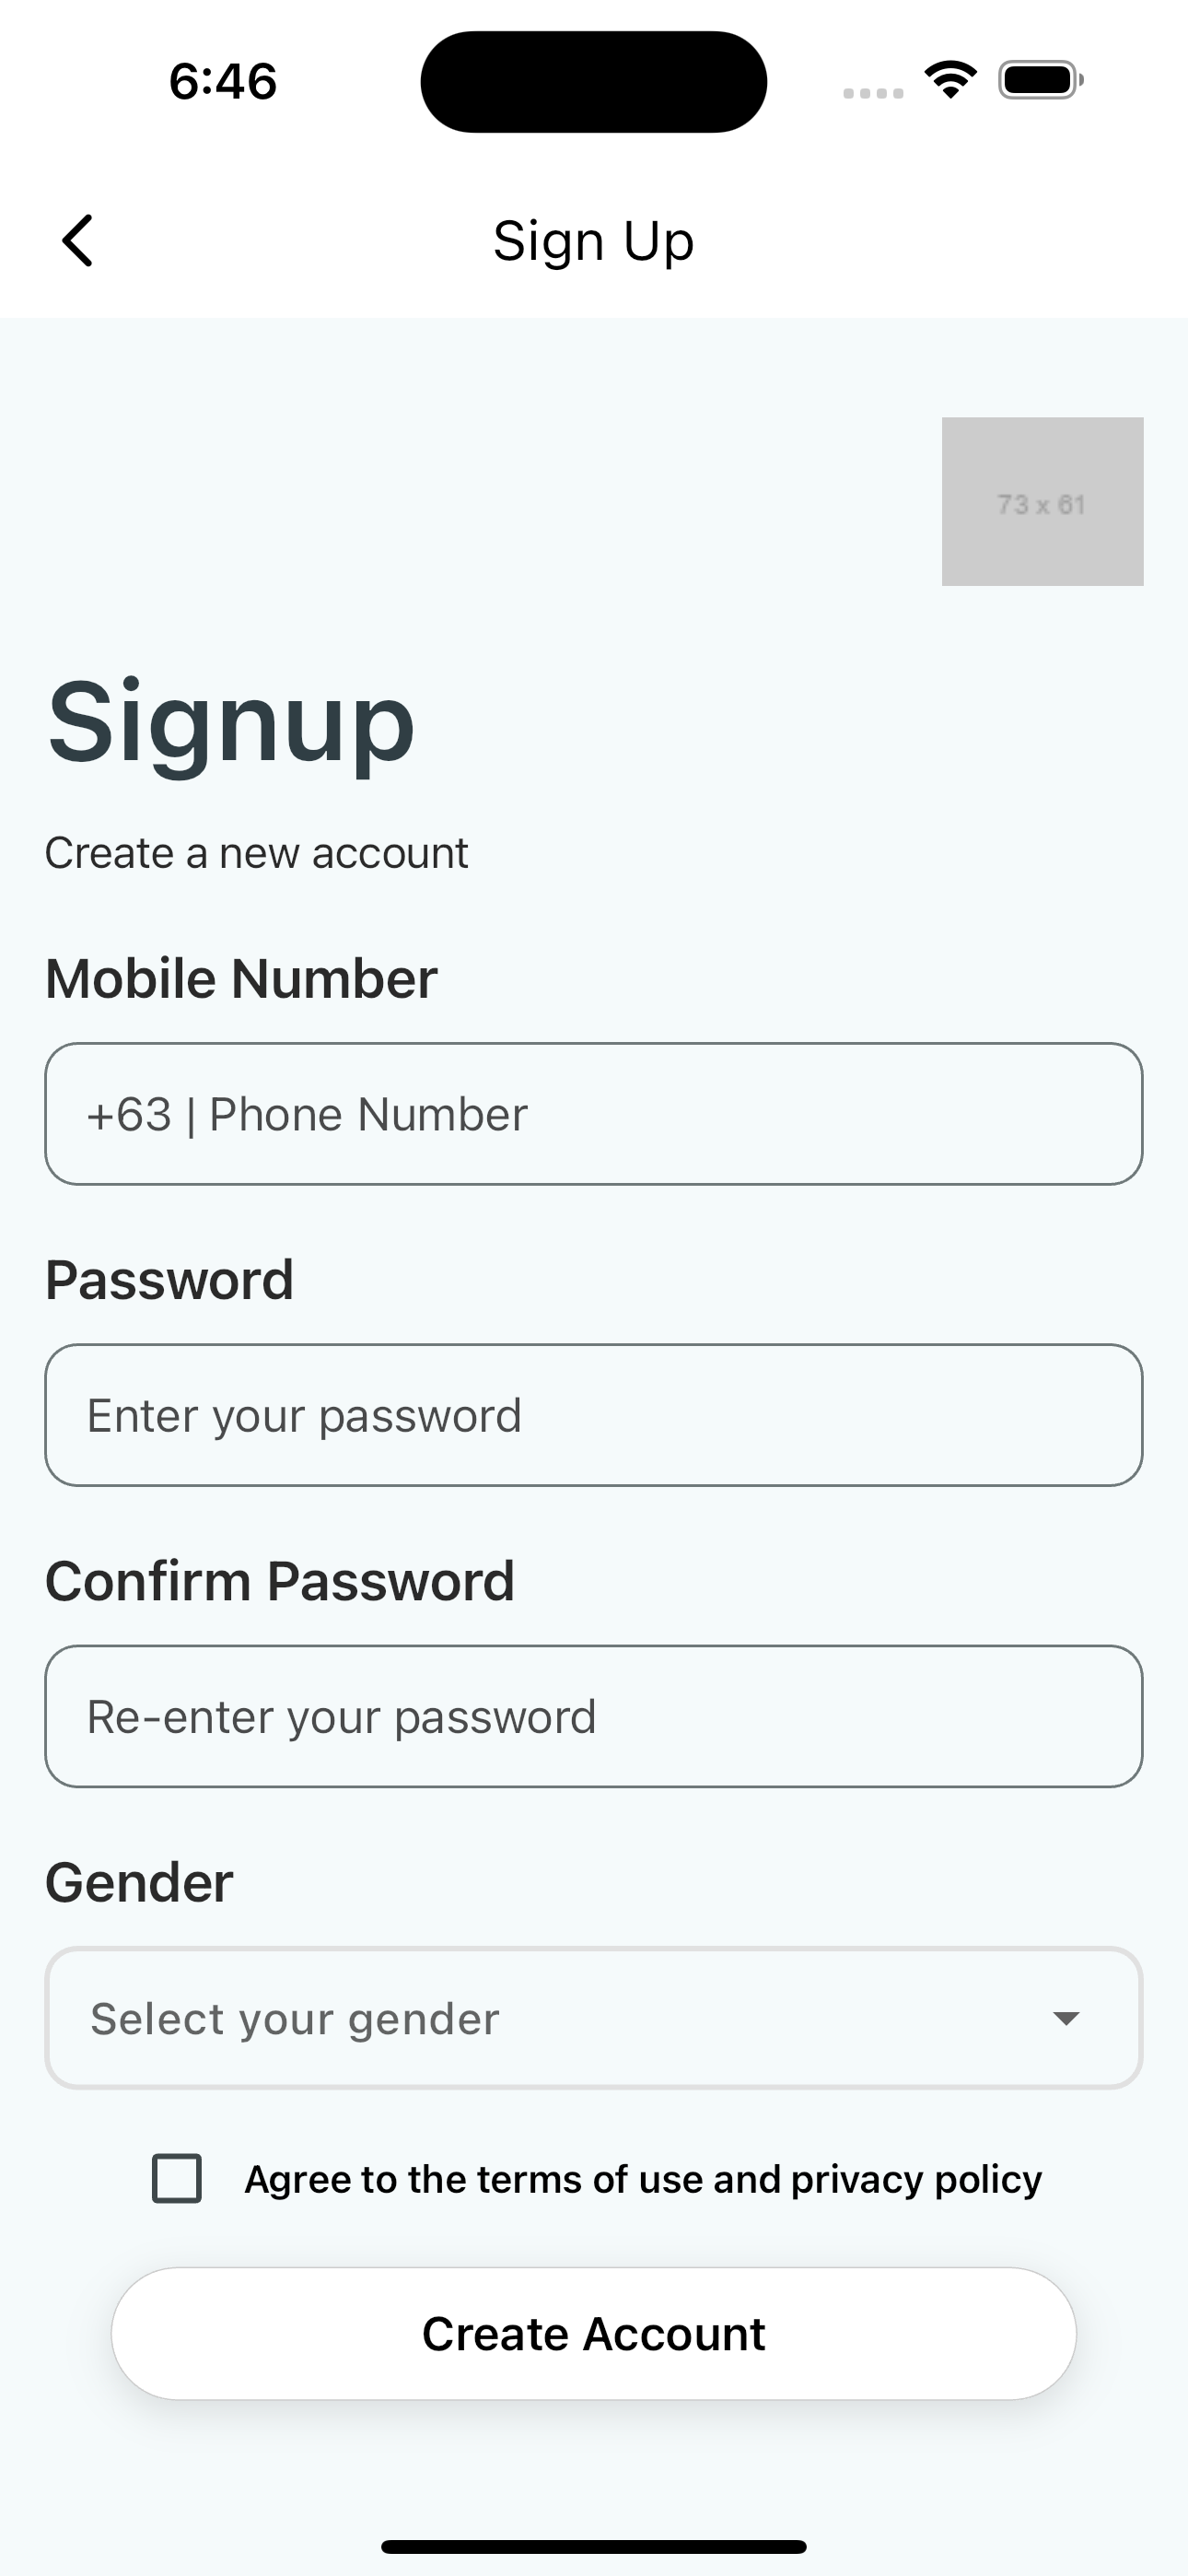 6:46
Sign Up
73 x 61
Signup
Create a new account
Mobile Number
+63 | Phone Number
Password
Enter your password
Confirm Password
Re-enter your password
Gender
Select your gender
Agree to the terms of use and privacy policy
Create Account